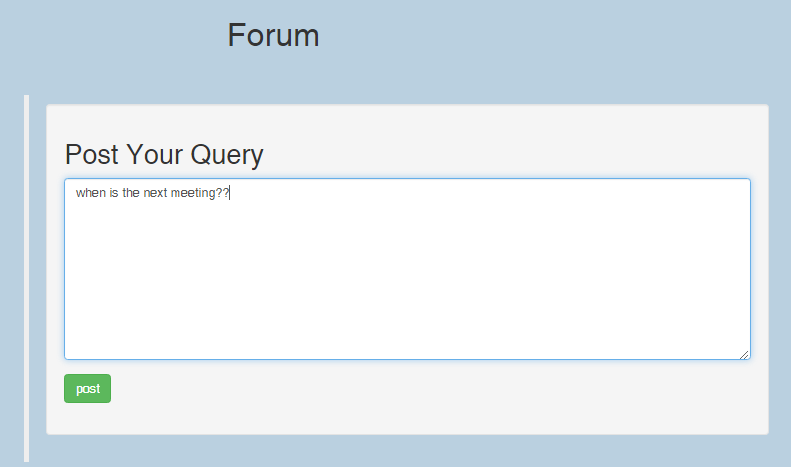 Forum
Post Your Query
when is the next meeting??
post